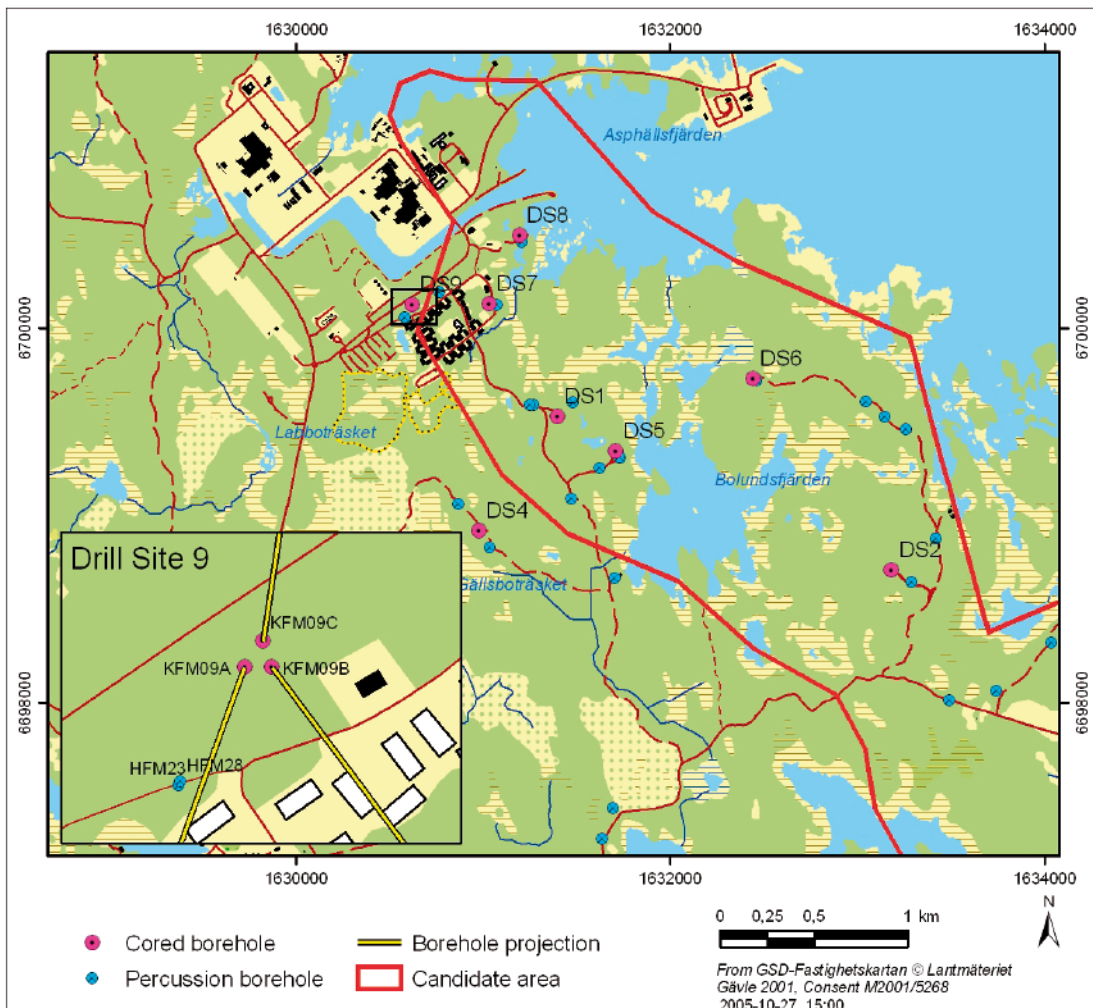 1630000 1632000 1634000
Asphällsfjärden
DS8
DS9 DS7
6700000 6700000
DS6
DS1
Labboträsket
DS5
Bolundsfjärden
DS4
Drill Site 9
DS2
Gällsboträsket
KFM09C
KFM09A KFM09B
6698000 6698000
HFM23 HFM28
1630000 1632000 1634000
N
0 0,25 0,5 1 km
Cored borehole Borehole projection
Percussion borehole Candidate area
From GSD-Fastighetskartan © Lantmäteriet
Gävle 2001, Consent M2001/5268
2005-10-27, 15:00